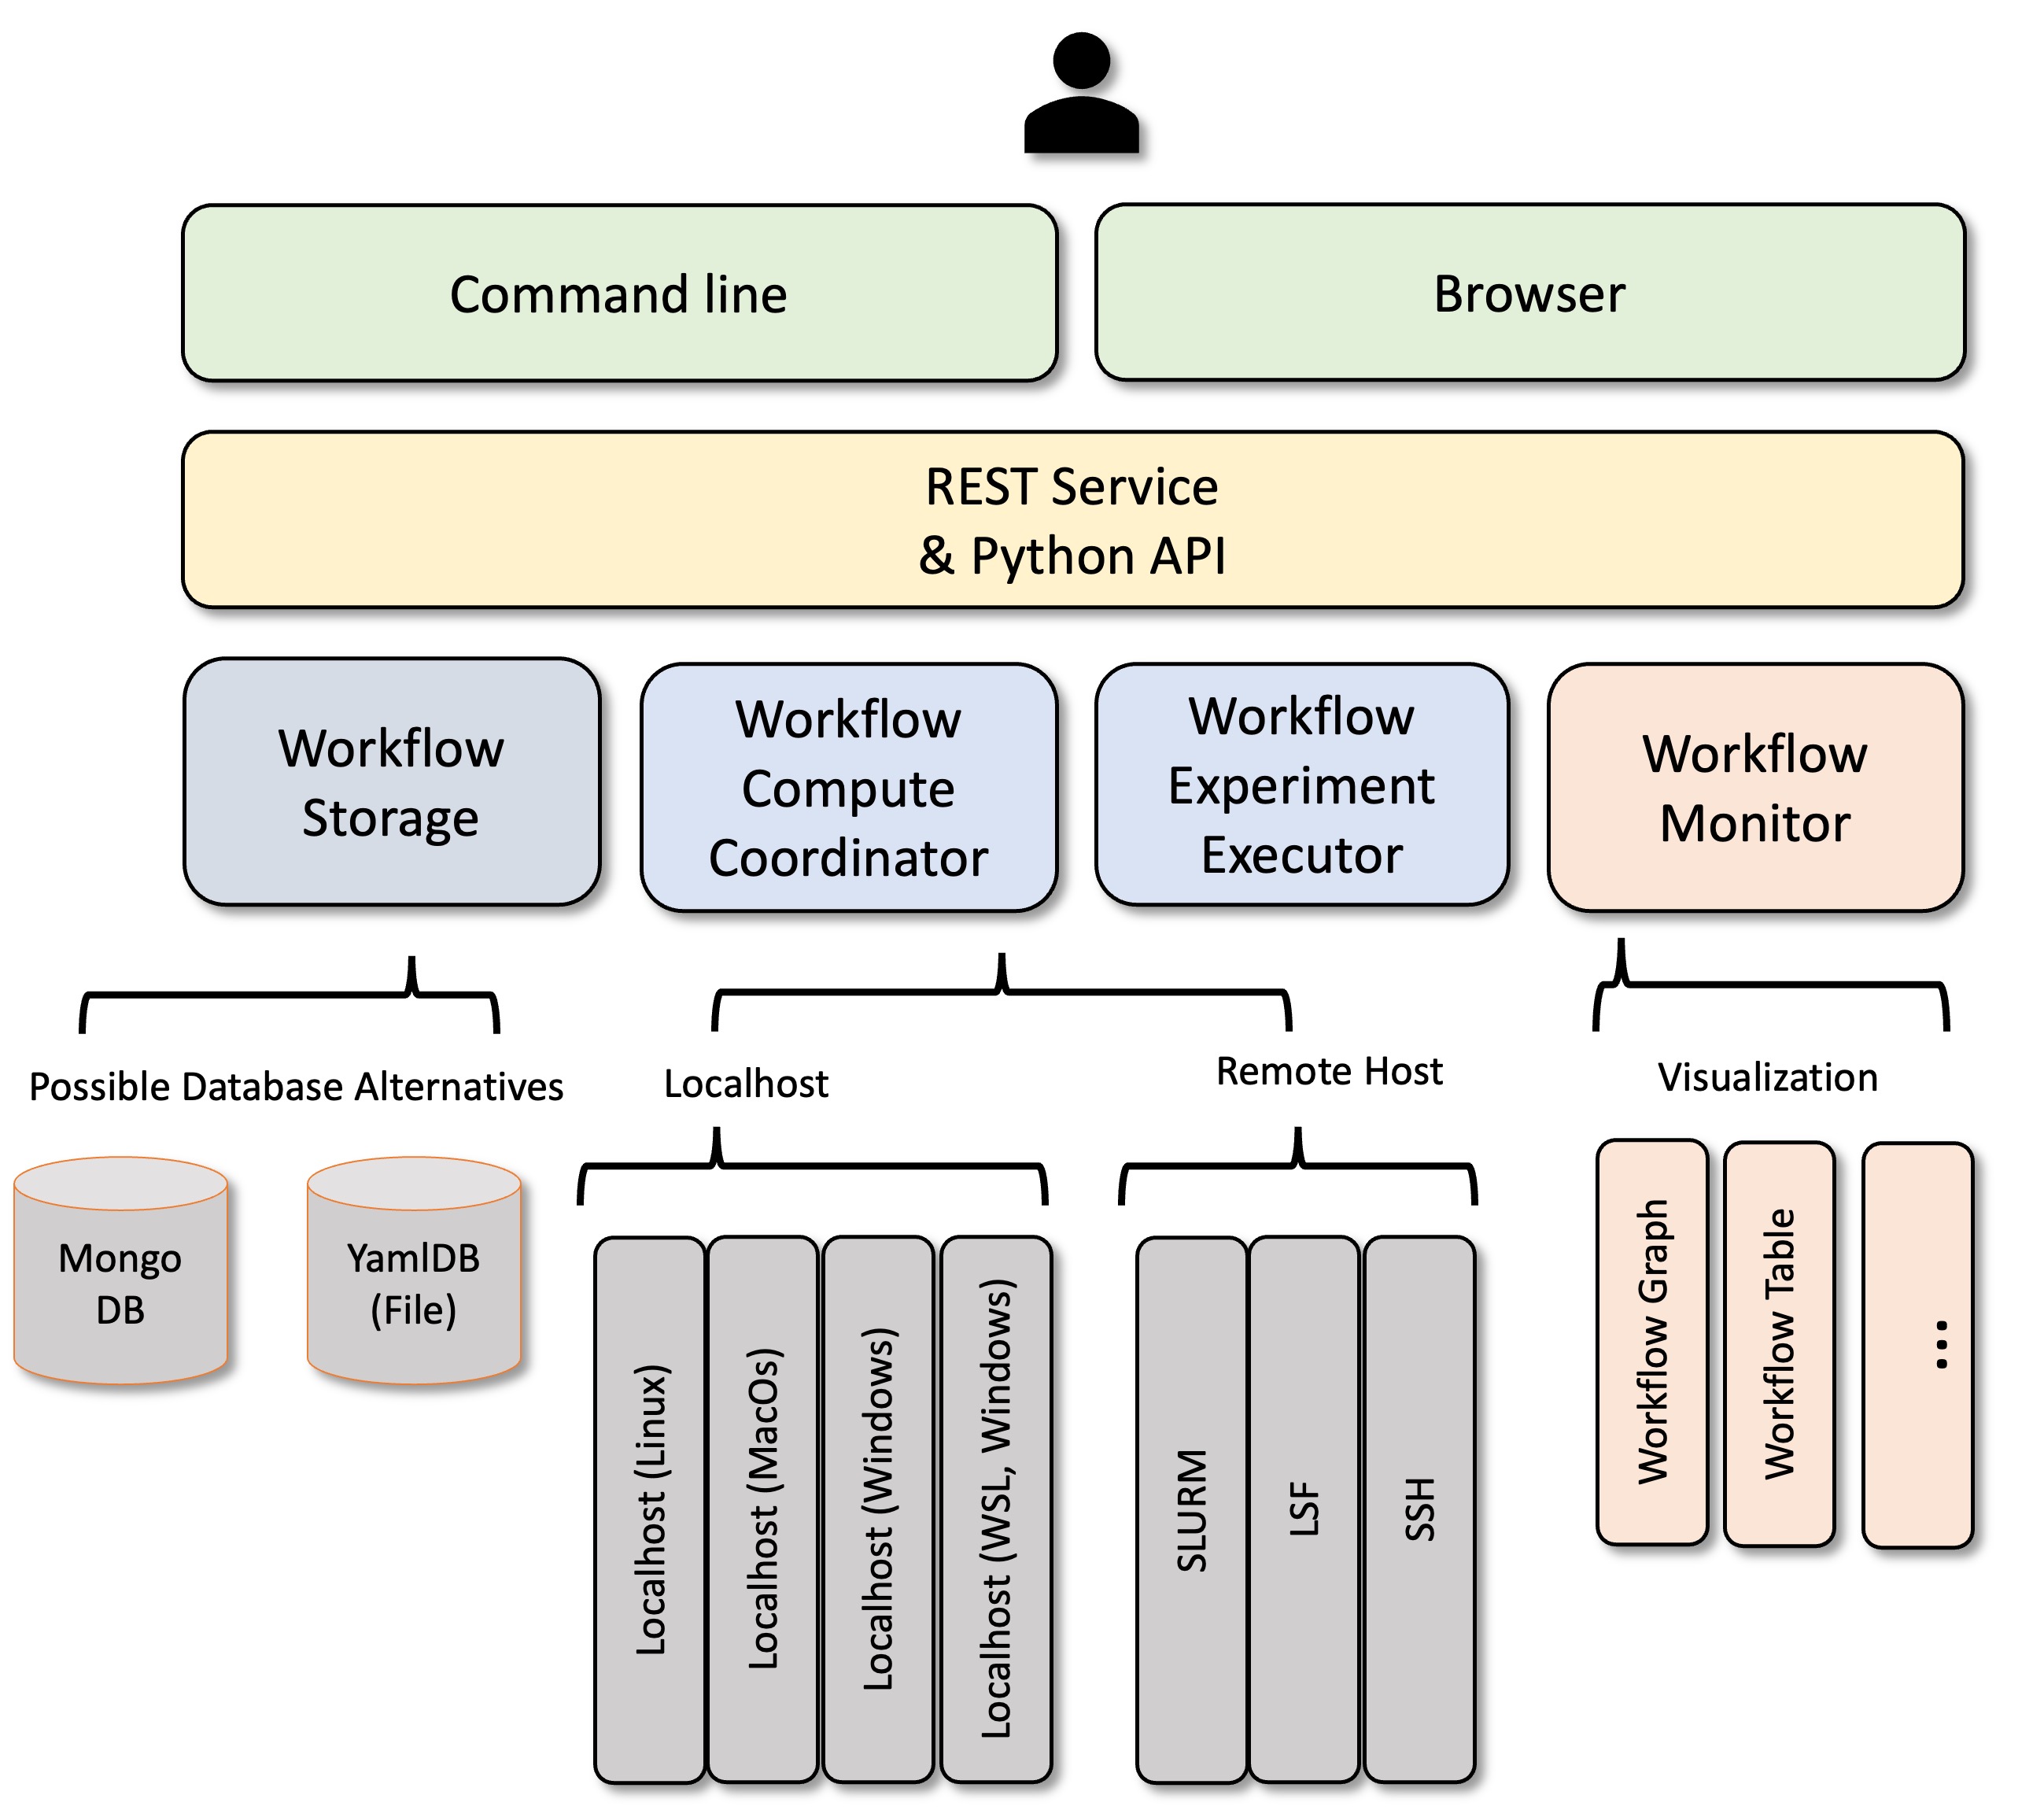 Command line
Browser
REST Service
& Python API
Workflow
Storage
Workflow
Compute
Coordinator
Workflow
Experiment
Executor
Workflow
Monitor
Possible Database Alternatives
Localhost
Remote Host
Visualization
Mongo
DB
YamlDB
(File)
Localhost (Linux)
Localhost (MacOs)
Localhost (Windows)
Localhost (WSL, Windows)
SLURM
LSF
SSH
Workflow Graph
Workflow Table
...